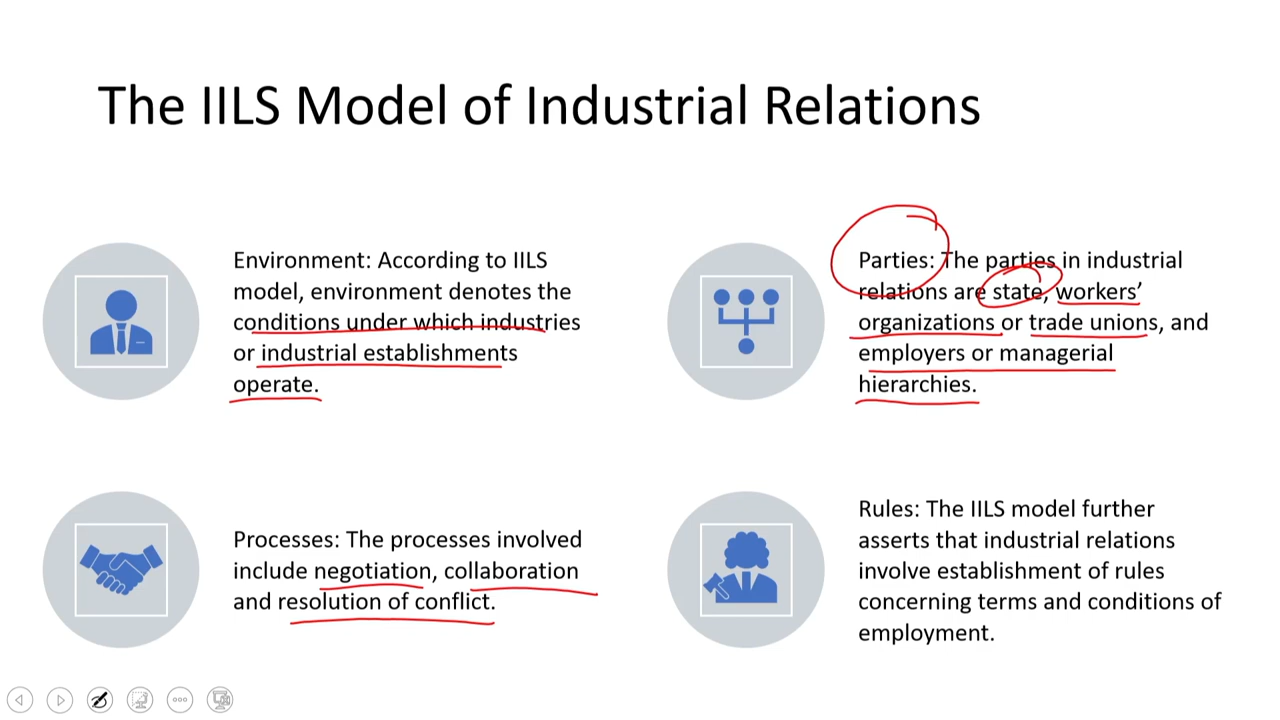 The IILS Model of Industrial Relations
Environment: According to IILS
model, environment denotes the
conditions under which industries
or industrial establishments
operate.
Parties: The parties in industrial
relations are state, workers’
organizations or trade unions, and
employers or managerial
hierarchies.
Processes: The processes involved
include negotiation, collaboration
and resolution of conflict.
Rules: The IILS model further
asserts that industrial relations
involve establishment of rules
concerning terms and conditions of
employment.